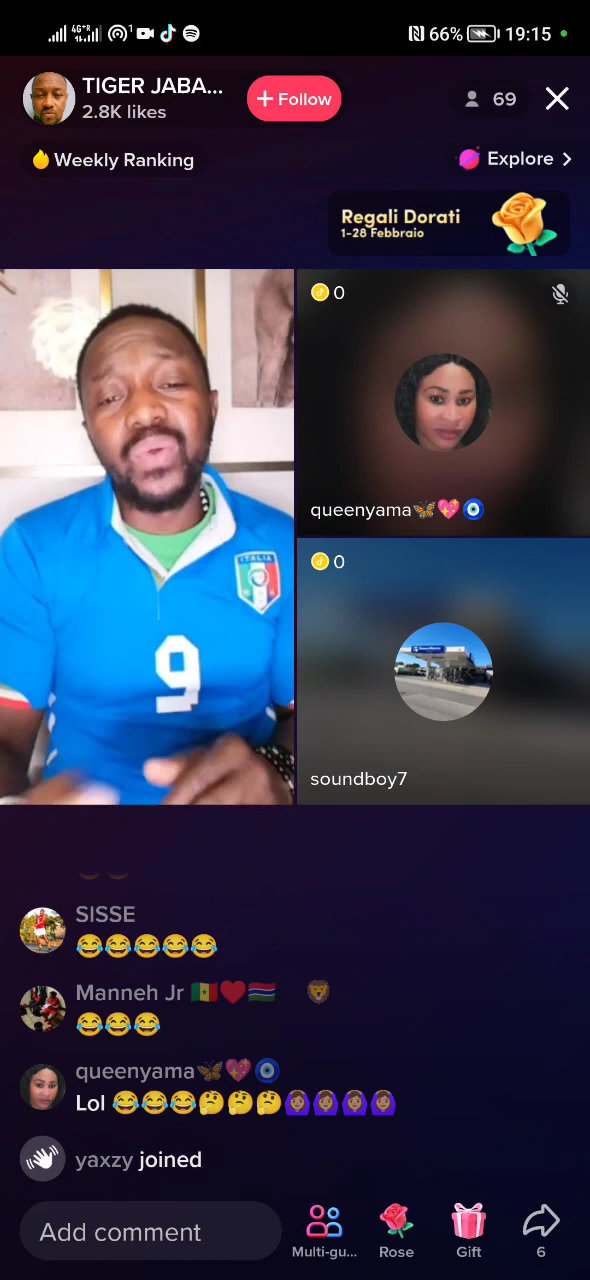 4G+R
1
66%
19:15
TIGER JABA...
2.8K likes
+ Follow
69
Weekly Ranking
Explore
Regali Dorati
1-28 Febbraio
0
ITALIA
9
queenyama🦋💖🧿
0
soundboy7
SISSE
😂😂😂😂😂
Manneh Jr 🇸🇳❤️🇬🇲 🦁
😂😂😂
queenyama🦋💖🧿
Lol 😂😂😂🤔🤔🤔🙆🏽‍♀️🙆🏽‍♀️🙆🏽‍♀️🙆🏽‍♀️
yaxzy joined
Add comment
Multi-gu...
Rose
Gift
6